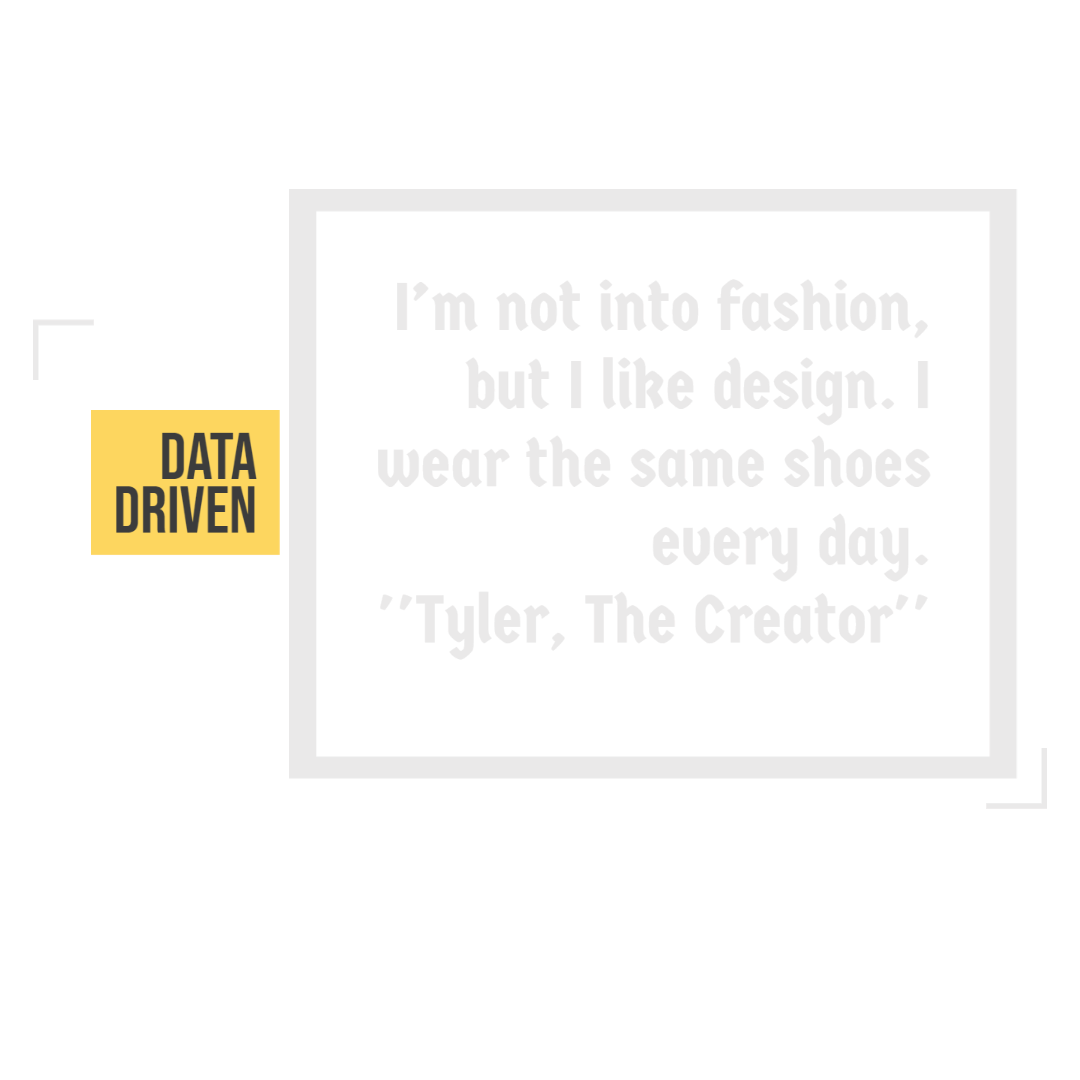 DATA
DRIVEN
I'm not into fashion,
but I like design. I
wear the same shoes
every day.
''Tyler, The Creator''